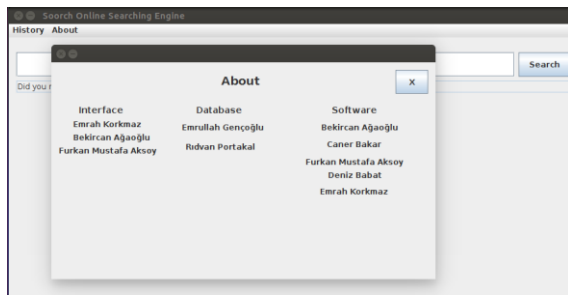 Soorch Online Searching Engine
History About
Search
Did you
About
x
Interface
Emrah Korkmaz
Bekircan Ağaoğlu
Furkan Mustafa Aksoy
Database
Emrullah Gençoğlu
Rıdvan Portakal
Software
Bekircan Ağaoğlu
Caner Bakar
Furkan Mustafa Aksoy
Deniz Babat
Emrah Korkmaz